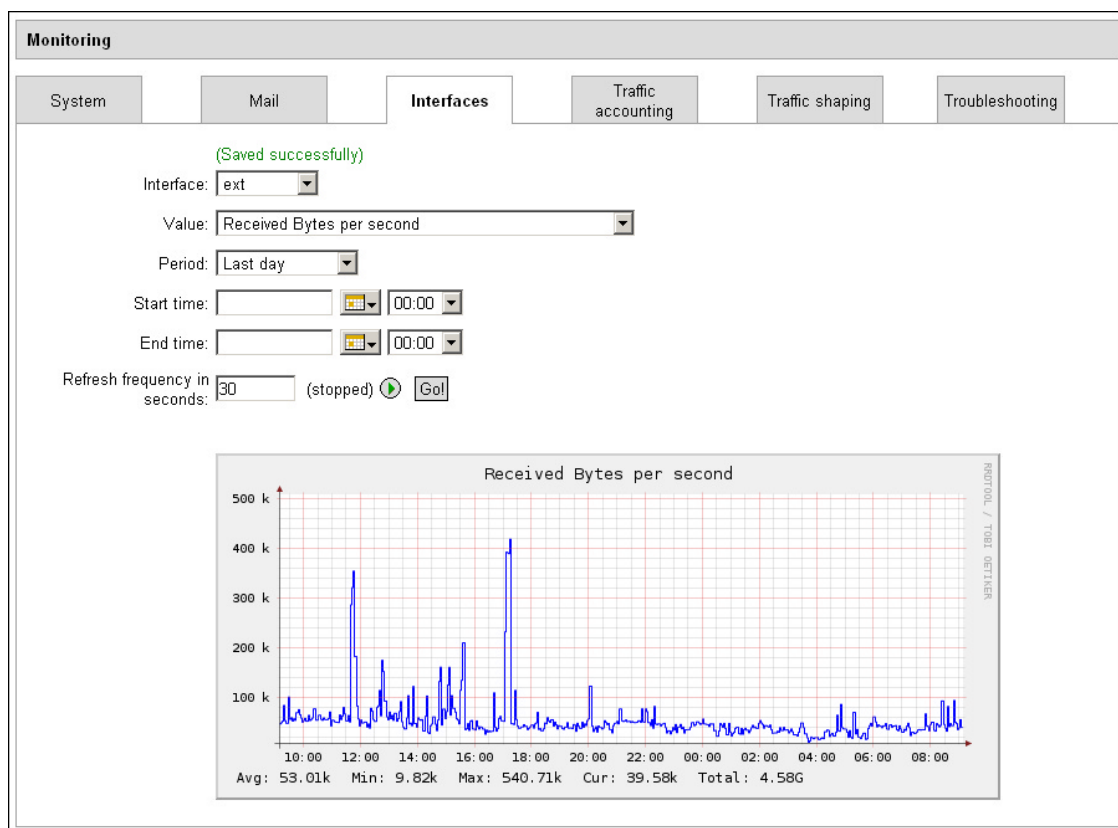 Monitoring
System
Mail
Interfaces
Traffic
accounting
Traffic shaping
Troubleshooting
(Saved successfully)
Interface: ext
Value: Received Bytes per second
Period: Last day
Start time: 00:00
End time: 00:00
Refresh frequency in
seconds: 30 (stopped) Go!
Received Bytes per second
RRDTOOL / TOBI OETIKER
500 k
400 k
300 k
200 k
100 k
10:00 12:00 14:00 16:00 18:00 20:00 22:00 00:00 02:00 04:00 06:00 08:00
Avg: 53.01k Min: 9.82k Max: 540.71k Cur: 39.58k Total: 4.58G